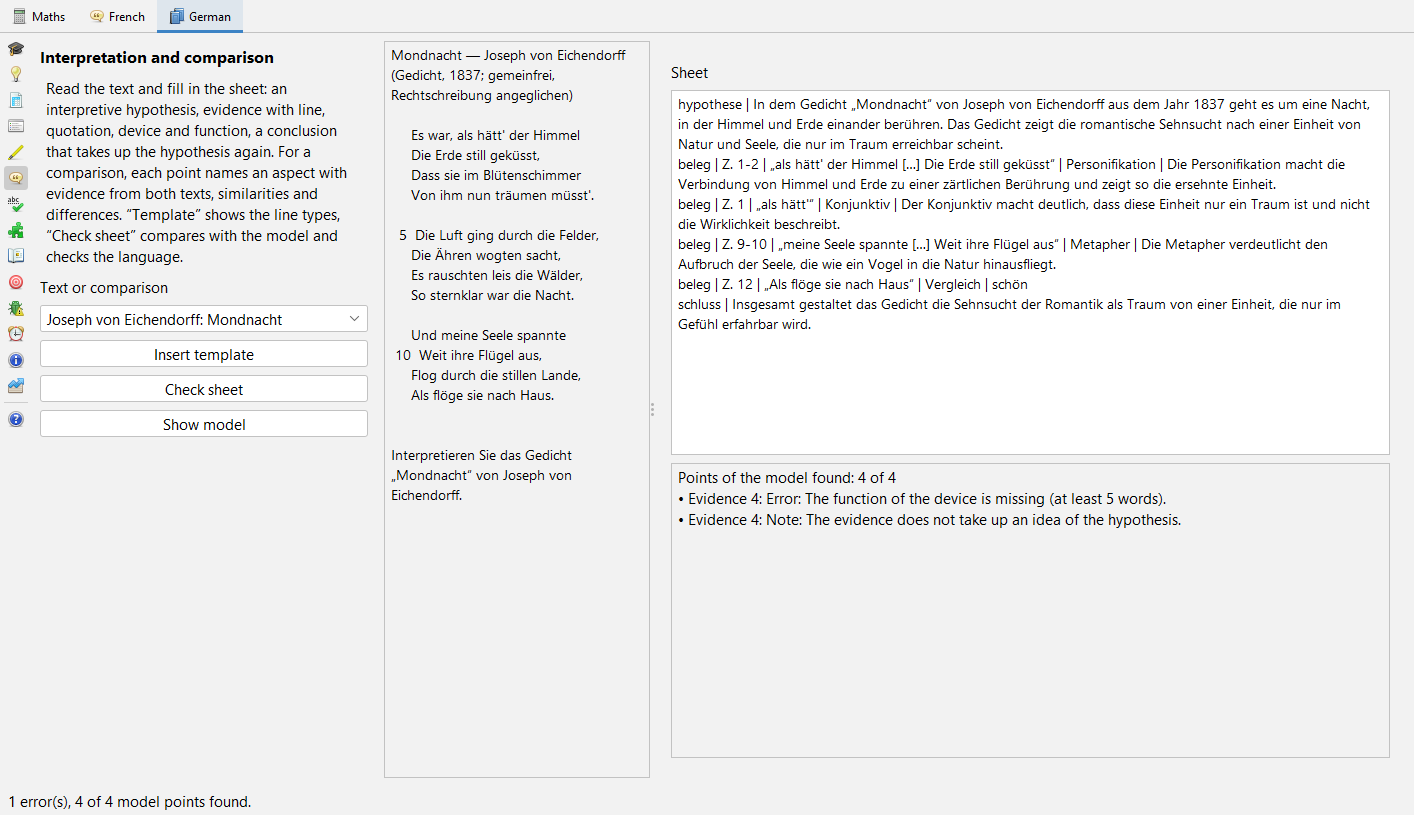 Maths
French
German
Interpretation and comparison
Read the text and fill in the sheet: an
interpretive hypothesis, evidence with line,
quotation, device and function, a conclusion
that takes up the hypothesis again. For a
comparison, each point names an aspect with
evidence from both texts, similarities and
differences. “Template” shows the line types,
“Check sheet” compares with the model and
checks the language.
Text or comparison
Joseph von Eichendorff: Mondnacht
Insert template
Check sheet
Show model
Mondnacht — Joseph von Eichendorff
(Gedicht, 1837; gemeinfrei,
Rechtschreibung angeglichen)
Es war, als hätt' der Himmel
Die Erde still geküsst,
Dass sie im Blütenschimmer
Von ihm nun träumen müsst'.
5 Die Luft ging durch die Felder,
Die Ähren wogten sacht,
Es rauschten leis die Wälder,
So sternklar war die Nacht.
Und meine Seele spannte
10 Weit ihre Flügel aus,
Flog durch die stillen Lande,
Als flöge sie nach Haus.
Interpretieren Sie das Gedicht
„Mondnacht“ von Joseph von
Eichendorff.
Sheet
hypothese | In dem Gedicht „Mondnacht“ von Joseph von Eichendorff aus dem Jahr 1837 geht es um eine Nacht,
in der Himmel und Erde einander berühren. Das Gedicht zeigt die romantische Sehnsucht nach einer Einheit von
Natur und Seele, die nur im Traum erreichbar scheint.
beleg | Z. 1-2 | „als hätt' der Himmel [...] Die Erde still geküsst“ | Personifikation | Die Personifikation macht die
Verbindung von Himmel und Erde zu einer zärtlichen Berührung und zeigt so die ersehnte Einheit.
beleg | Z. 1 | „als hätt'“ | Konjunktiv | Der Konjunktiv macht deutlich, dass diese Einheit nur ein Traum ist und nicht
die Wirklichkeit beschreibt.
beleg | Z. 9-10 | „meine Seele spannte [...] Weit ihre Flügel aus“ | Metapher | Die Metapher verdeutlicht den
Aufbruch der Seele, die wie ein Vogel in die Natur hinausfliegt.
beleg | Z. 12 | „Als flöge sie nach Haus“ | Vergleich | schön
schluss | Insgesamt gestaltet das Gedicht die Sehnsucht der Romantik als Traum von einer Einheit, die nur im
Gefühl erfahrbar wird.
Points of the model found: 4 of 4
• Evidence 4: Error: The function of the device is missing (at least 5 words).
• Evidence 4: Note: The evidence does not take up an idea of the hypothesis.
1 error(s), 4 of 4 model points found.